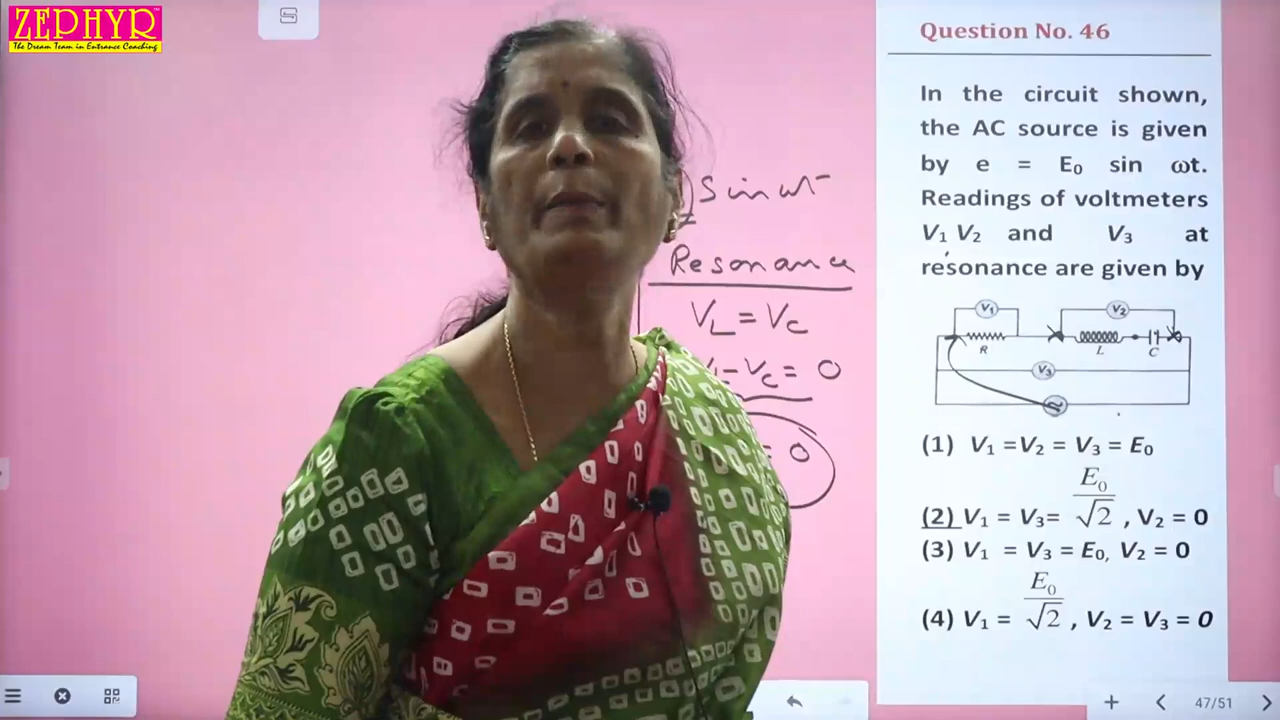 ZEPHYR
The Dream Team in Entrance Coaching
Sin ωt
Resonance
V_L = V_C
- V_C = 0
= 0
Question No. 46
In the circuit shown,
the AC source is given
by e = E₀ sin ωt.
Readings of voltmeters
V₁ V₂ and V₃ at
resonance are given by
V₁ V₂
R L C
V₃
(1) V₁ =V₂ = V₃ = E₀
(2) V₁ = V₃= E₀/√2 , V₂ = 0
(3) V₁ = V₃ = E₀, V₂ = 0
(4) V₁ = E₀/√2 , V₂ = V₃ = 0
47/51